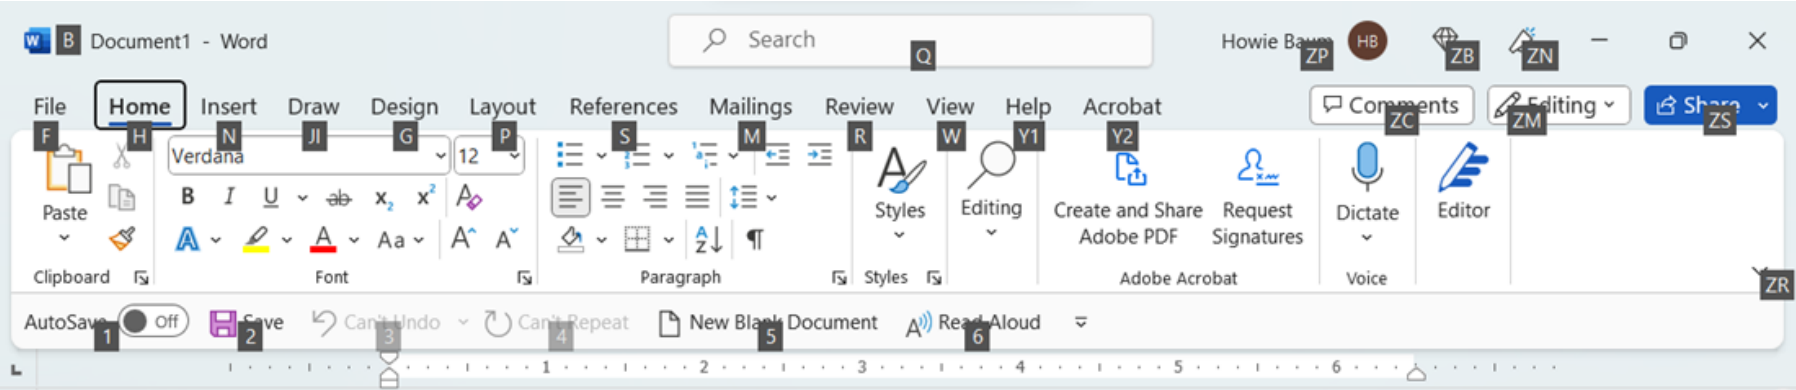 W B Document1 - Word Search Q Howie Baum ZP HB ZB ZN
File Home Insert Draw Design Layout References Mailings Review View Help Acrobat Comments Editing Share
F H N JI G P S M R W Y1 Y2 ZC ZM ZS
Verdana 12
Paste B I U ab x₂ x² A Styles Editing Create and Share Adobe PDF Request Signatures Dictate Editor
A A Aa A^ A˅ A Z ¶
Clipboard Font Paragraph Styles Adobe Acrobat Voice ZR
AutoSave Off Save Can't Undo Can't Repeat New Blank Document Read Aloud
1 2 3 4 5 6
1 2 3 4 5 6